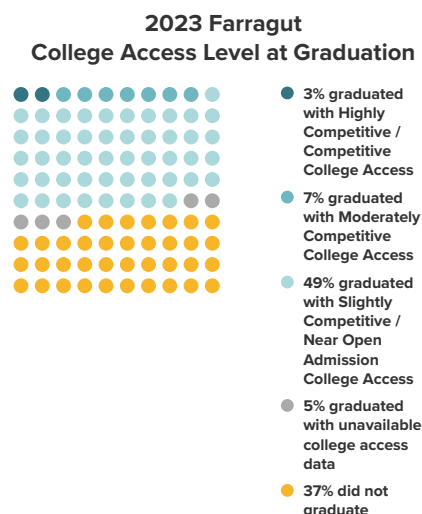 2023 Farragut
College Access Level at Graduation
3% graduated
with Highly
Competitive /
Competitive
College Access
7% graduated
with Moderately
Competitive
College Access
49% graduated
with Slightly
Competitive /
Near Open
Admission
College Access
5% graduated
with unavailable
college access
data
37% did not
graduate